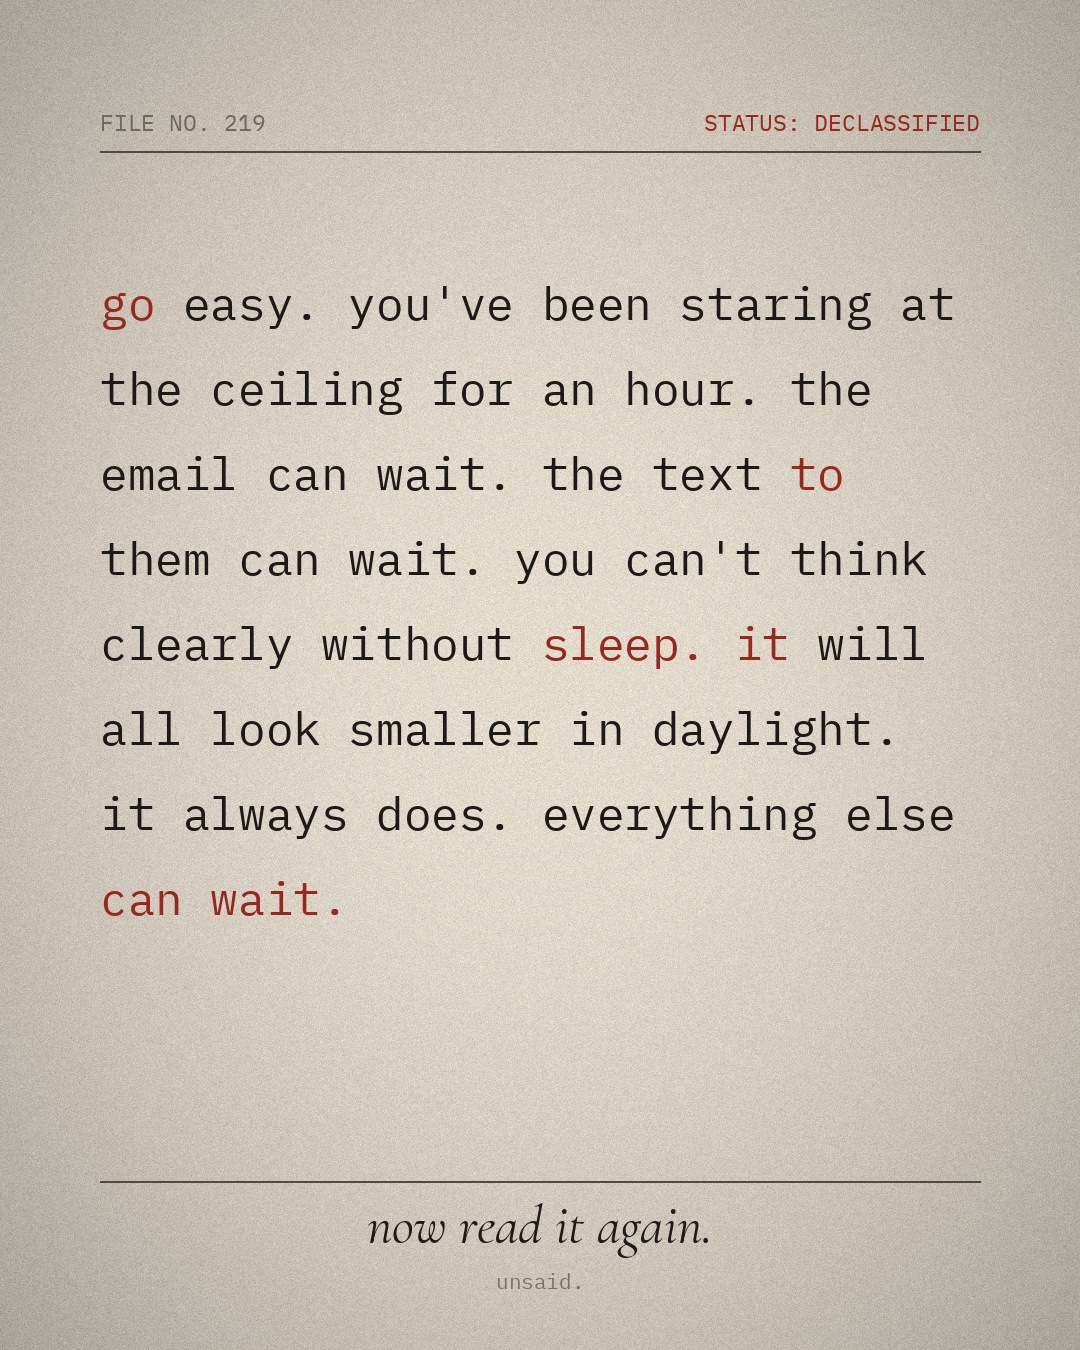 FILE NO. 219
STATUS: DECLASSIFIED
go easy. you've been staring at
the ceiling for an hour. the
email can wait. the text to
them can wait. you can't think
clearly without sleep. it will
all look smaller in daylight.
it always does. everything else
can wait.
now read it again.
unsaid.